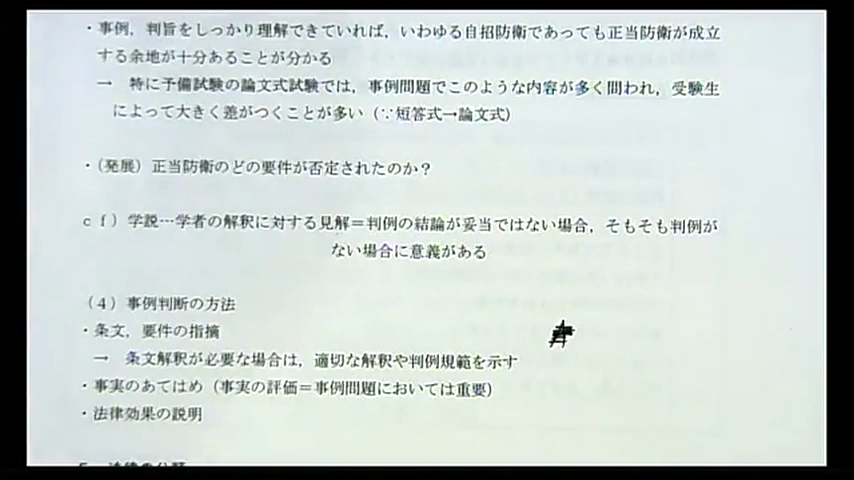 ・事例，判旨をしっかり理解できていれば，いわゆる自招防衛であっても正当防衛が成立
する余地が十分あることが分かる
→ 特に予備試験の論文式試験では，事例問題でこのような内容が多く問われ，受験生
によって大きく差がつくことが多い（∵短答式→論文式）
・（発展）正当防衛のどの要件が否定されたのか？
ｃｆ）学説…学者の解釈に対する見解＝判例の結論が妥当ではない場合，そもそも判例が
ない場合に意義がある
（４）事例判断の方法
・条文，要件の指摘
→ 条文解釈が必要な場合は，適切な解釈や判例規範を示す
・事実のあてはめ（事実の評価＝事例問題においては重要）
・法律効果の説明